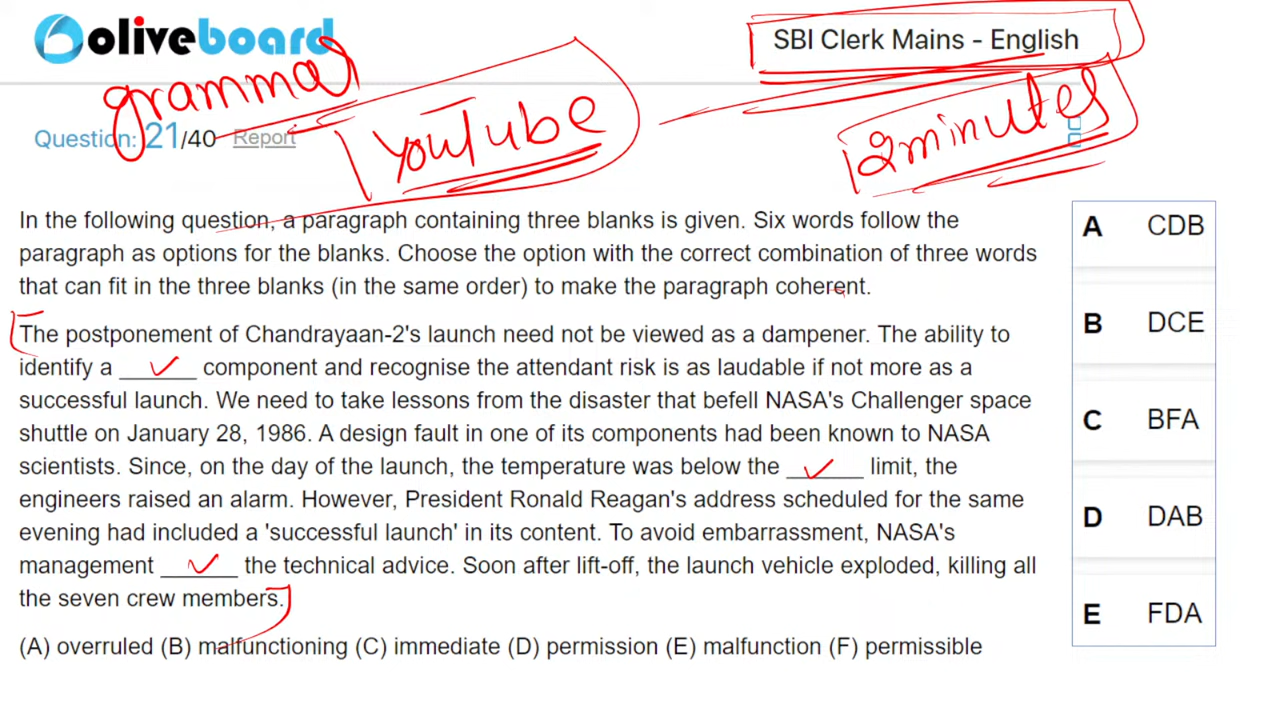 oliveboard
SBI Clerk Mains - English
grammar
YouTube
2minutes
Question: 21/40 Report
In the following question, a paragraph containing three blanks is given. Six words follow the
paragraph as options for the blanks. Choose the option with the correct combination of three words
that can fit in the three blanks (in the same order) to make the paragraph coherent.
The postponement of Chandrayaan-2's launch need not be viewed as a dampener. The ability to
identify a ______ component and recognise the attendant risk is as laudable if not more as a
successful launch. We need to take lessons from the disaster that befell NASA's Challenger space
shuttle on January 28, 1986. A design fault in one of its components had been known to NASA
scientists. Since, on the day of the launch, the temperature was below the ______ limit, the
engineers raised an alarm. However, President Ronald Reagan's address scheduled for the same
evening had included a 'successful launch' in its content. To avoid embarrassment, NASA's
management ______ the technical advice. Soon after lift-off, the launch vehicle exploded, killing all
the seven crew members.
(A) overruled (B) malfunctioning (C) immediate (D) permission (E) malfunction (F) permissible
A CDB
B DCE
C BFA
D DAB
E FDA